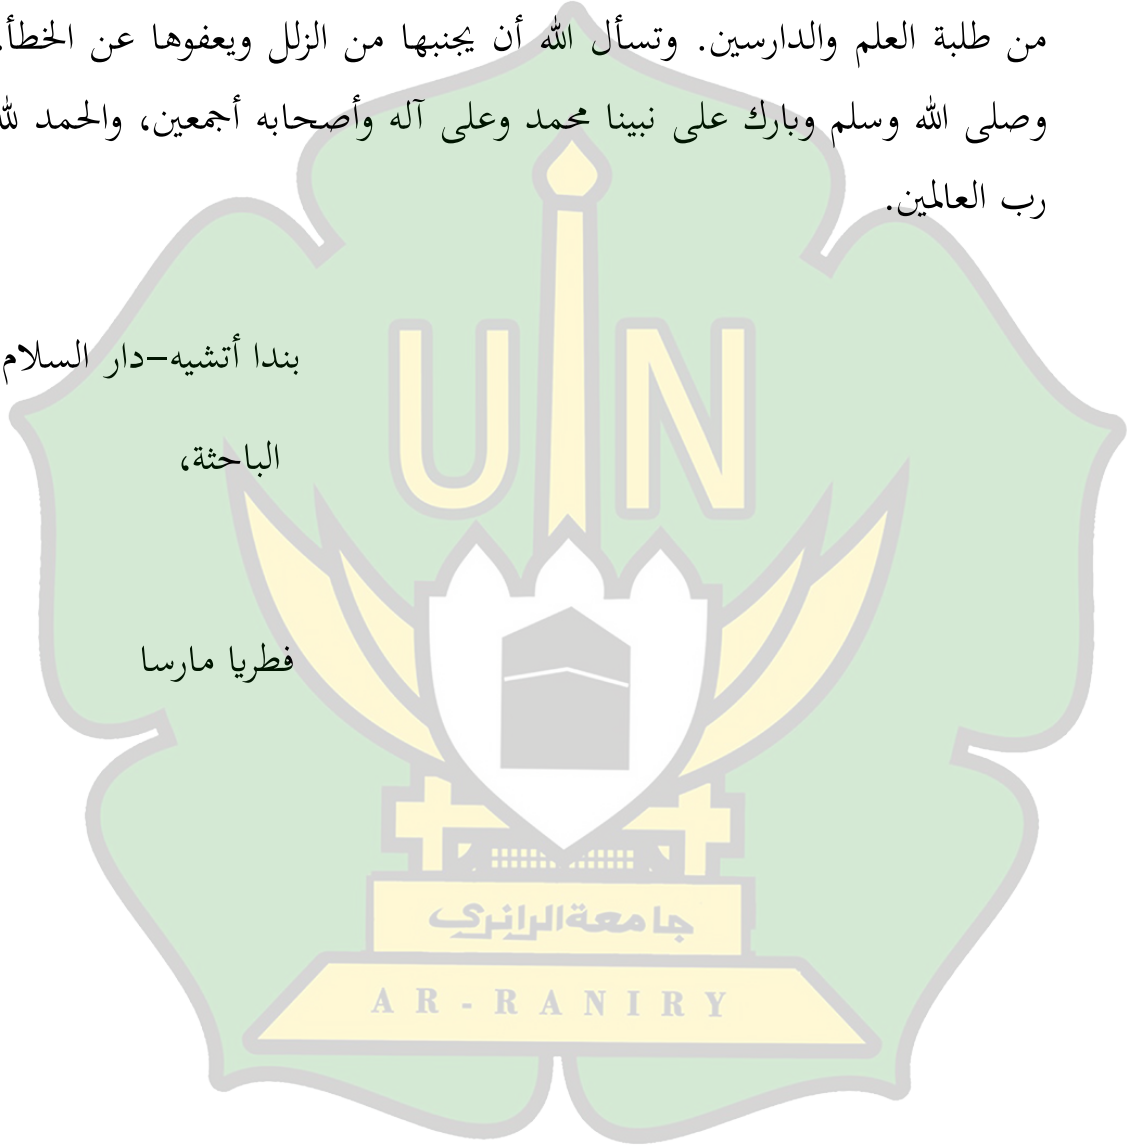 من طلبة العلم والدارسين. وتسأل الله أن يجنبها من الزلل ويعفوها عن الخطأ.
وصلى الله وسلم وبارك على نبينا محمد وعلى آله وأصحابه أجمعين، والحمد لله
رب العالمين.
بندا أتشيه-دار السلام
الباحثة،
فطريا مارسا
UIN
جامعة الرانري
AR-RANIRY